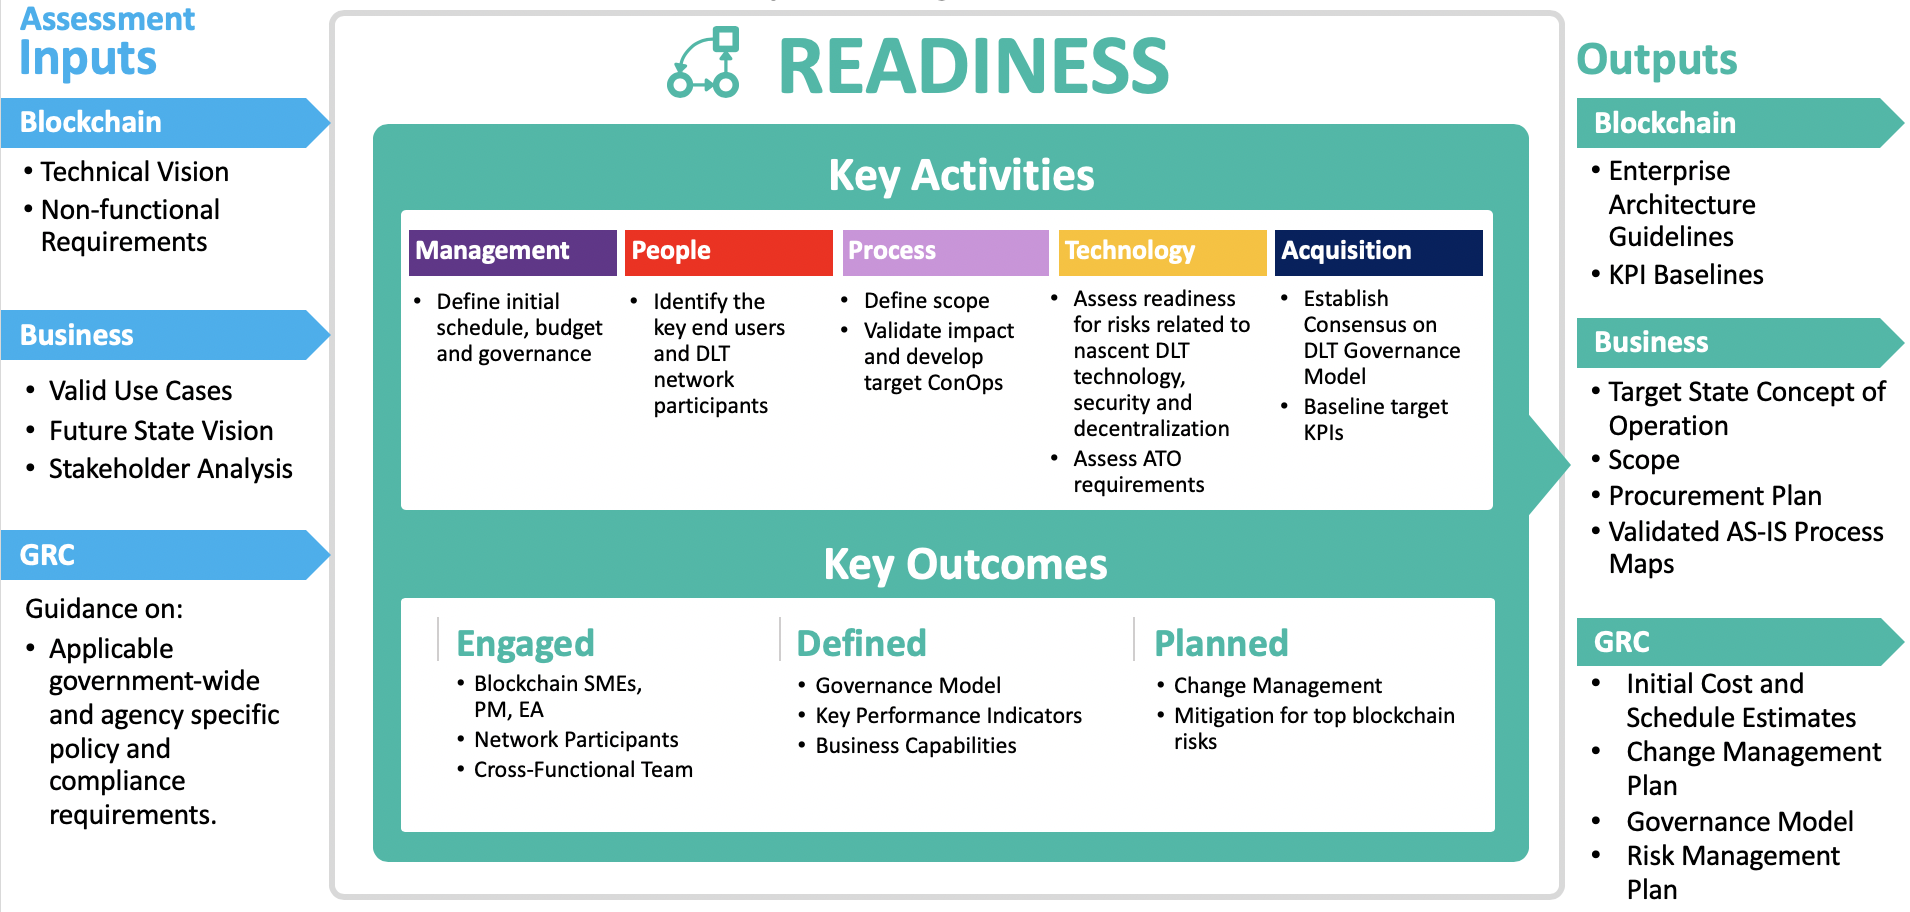 Assessment
Inputs
Blockchain
• Technical Vision
• Non-functional
Requirements
Business
• Valid Use Cases
• Future State Vision
• Stakeholder Analysis
GRC
Guidance on:
• Applicable
government-wide
and agency specific
policy and
compliance
requirements.
READINESS
Key Activities
Management
• Define initial
schedule, budget
and governance
People
• Identify the
key end users
and DLT
network
participants
Process
• Define scope
• Validate impact
and develop
target ConOps
Technology
• Assess readiness
for risks related to
nascent DLT
technology,
security and
decentralization
• Assess ATO
requirements
Acquisition
• Establish
Consensus on
DLT Governance
Model
• Baseline target
KPIs
Key Outcomes
Engaged
• Blockchain SMEs,
PM, EA
• Network Participants
• Cross-Functional Team
Defined
• Governance Model
• Key Performance Indicators
• Business Capabilities
Planned
• Change Management
• Mitigation for top blockchain
risks
Outputs
Blockchain
• Enterprise
Architecture
Guidelines
• KPI Baselines
Business
• Target State Concept of
Operation
• Scope
• Procurement Plan
• Validated AS-IS Process
Maps
GRC
• Initial Cost and
Schedule Estimates
• Change Management
Plan
• Governance Model
• Risk Management
Plan